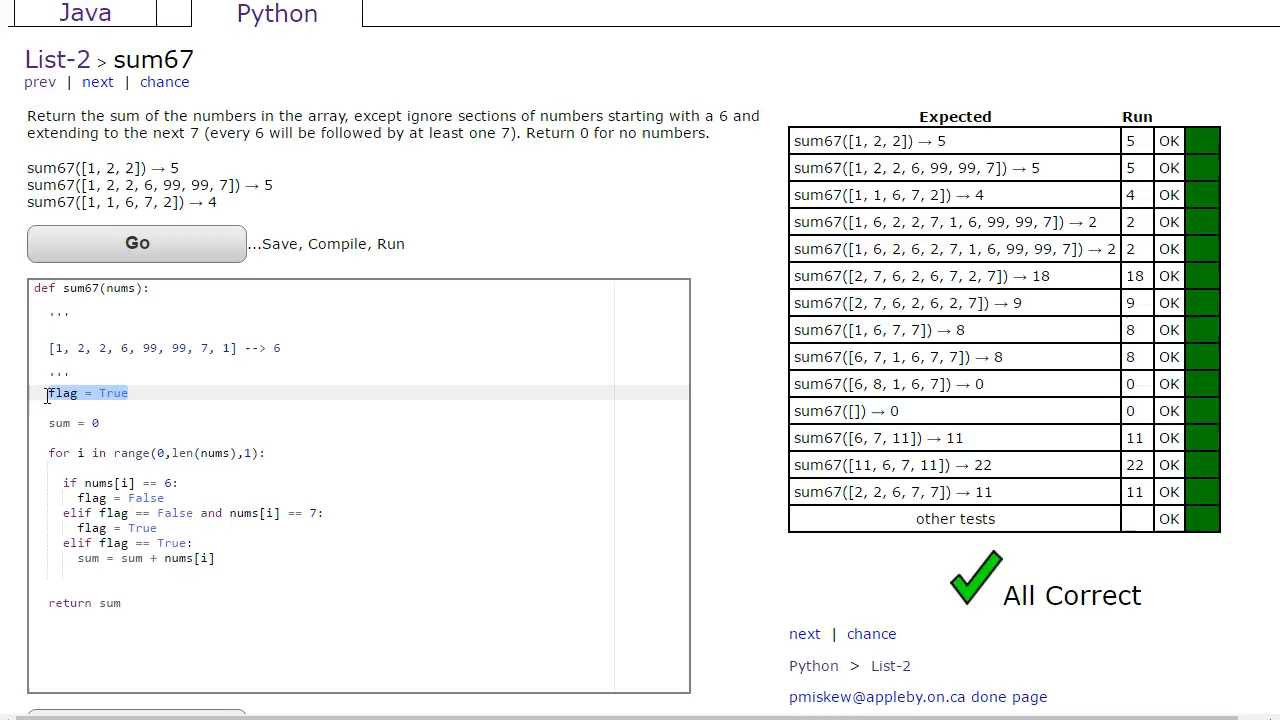 Java
Python
List-2 > sum67
prev | next | chance
Return the sum of the numbers in the array, except ignore sections of numbers starting with a 6 and
extending to the next 7 (every 6 will be followed by at least one 7). Return 0 for no numbers.
sum67([1, 2, 2]) → 5
sum67([1, 2, 2, 6, 99, 99, 7]) → 5
sum67([1, 1, 6, 7, 2]) → 4
Go ...Save, Compile, Run
def sum67(nums):
'''
[1, 2, 2, 6, 99, 99, 7, 1] --> 6
'''
flag = True
sum = 0
for i in range(0,len(nums),1):
if nums[i] == 6:
flag = False
elif flag == False and nums[i] == 7:
flag = True
elif flag == True:
sum = sum + nums[i]
return sum
Expected Run
sum67([1, 2, 2]) → 5 5 OK
sum67([1, 2, 2, 6, 99, 99, 7]) → 5 5 OK
sum67([1, 1, 6, 7, 2]) → 4 4 OK
sum67([1, 6, 2, 2, 7, 1, 6, 99, 99, 7]) → 2 2 OK
sum67([1, 6, 2, 6, 2, 7, 1, 6, 99, 99, 7]) → 2 2 OK
sum67([2, 7, 6, 2, 6, 7, 2, 7]) → 18 18 OK
sum67([2, 7, 6, 2, 6, 2, 7]) → 9 9 OK
sum67([1, 6, 7, 7]) → 8 8 OK
sum67([6, 7, 1, 6, 7, 7]) → 8 8 OK
sum67([6, 8, 1, 6, 7]) → 0 0 OK
sum67([]) → 0 0 OK
sum67([6, 7, 11]) → 11 11 OK
sum67([11, 6, 7, 11]) → 22 22 OK
sum67([2, 2, 6, 7, 7]) → 11 11 OK
other tests OK
All Correct
next | chance
Python > List-2
pmiskew@appleby.on.ca done page